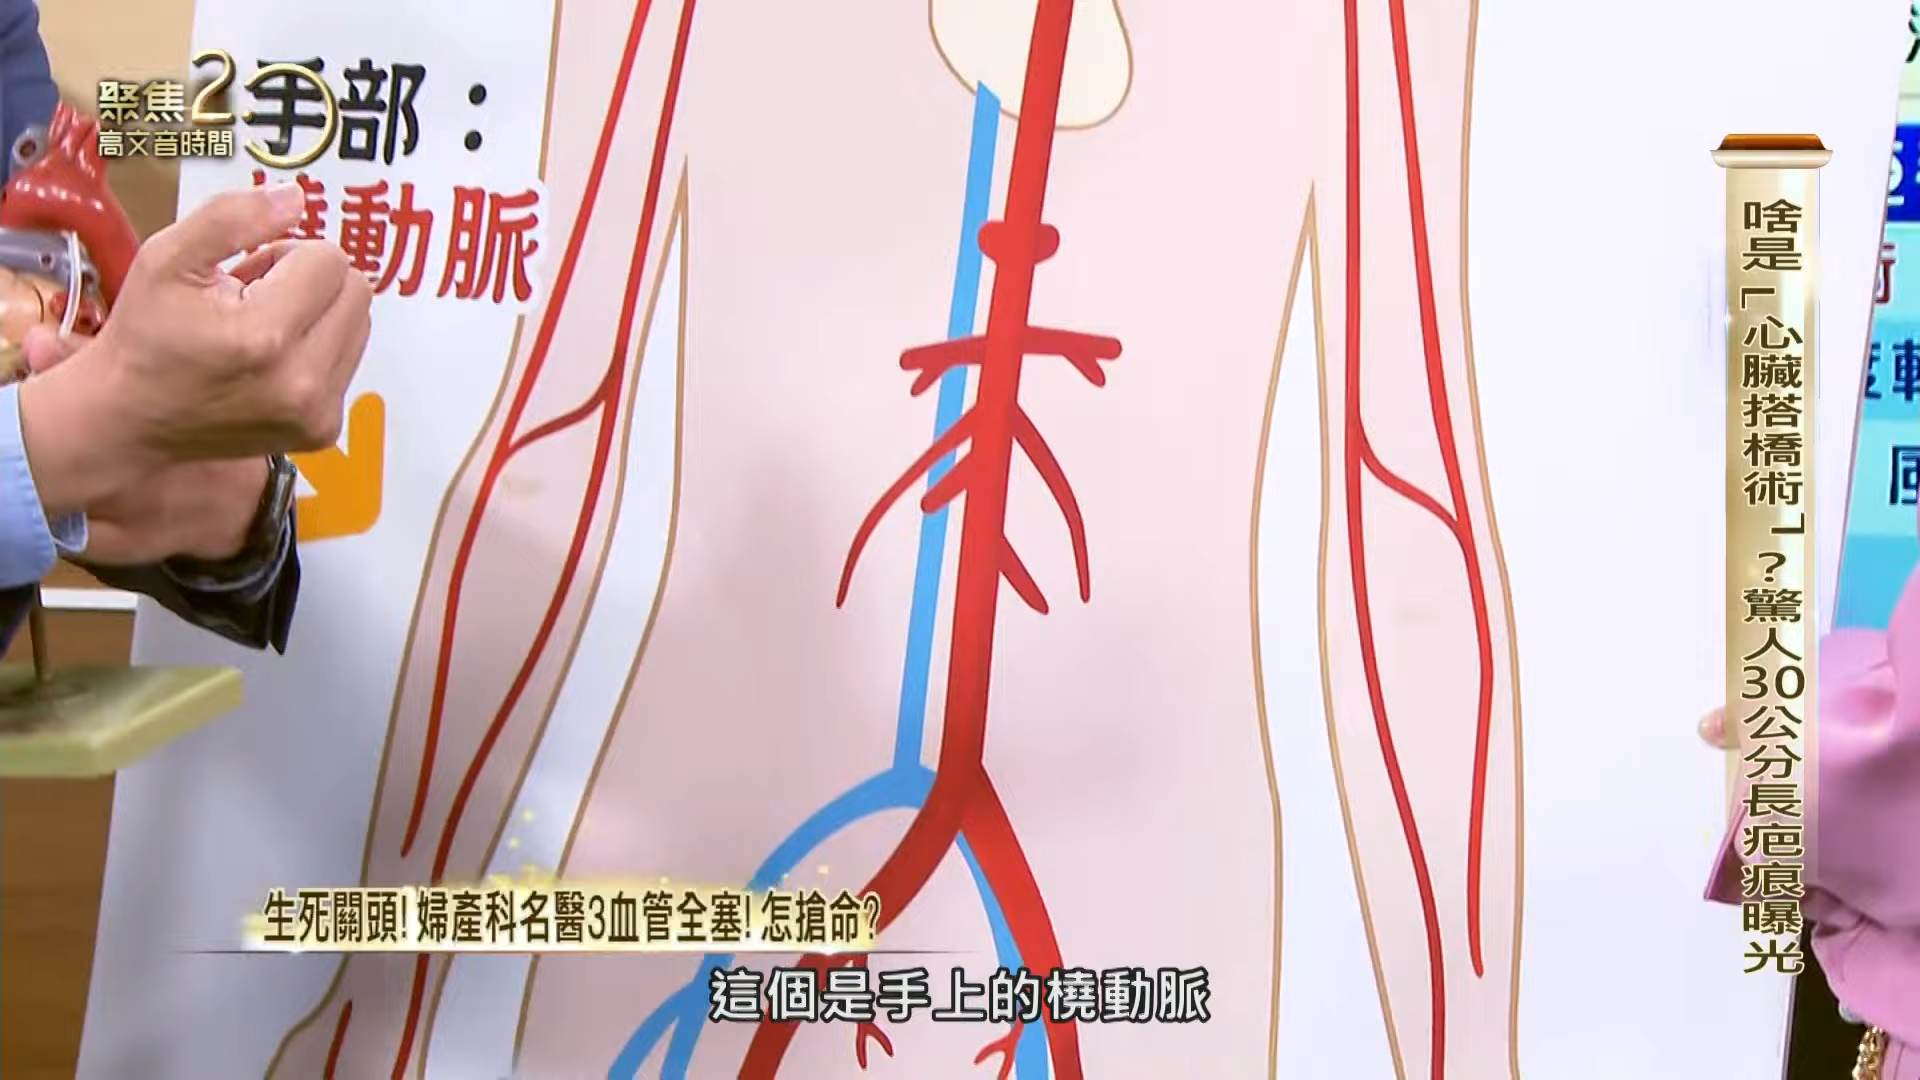 聚焦2.0
高文音時間
手部：
橈動脈
啥是「心臟搭橋術」？驚人30公分長疤痕曝光
生死關頭!婦產科名醫3血管全塞!怎搶命?
這個是手上的橈動脈